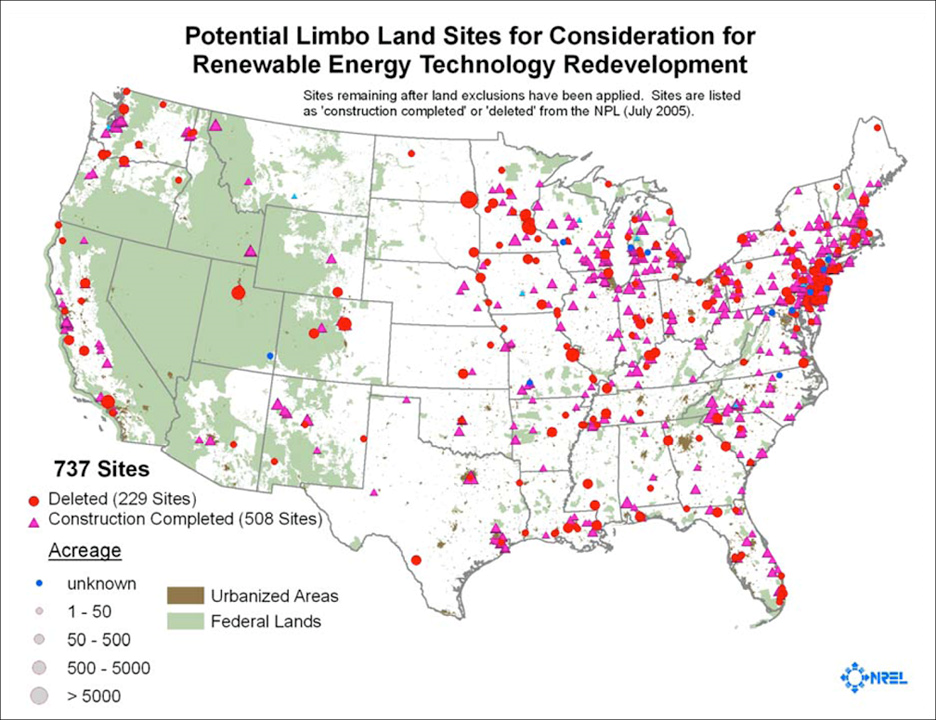 Potential Limbo Land Sites for Consideration for
Renewable Energy Technology Redevelopment
Sites remaining after land exclusions have been applied. Sites are listed
as 'construction completed' or 'deleted' from the NPL (July 2005).
737 Sites
Deleted (229 Sites)
Construction Completed (508 Sites)
Acreage
unknown
1 - 50
50 - 500
500 - 5000
> 5000
Urbanized Areas
Federal Lands
NREL